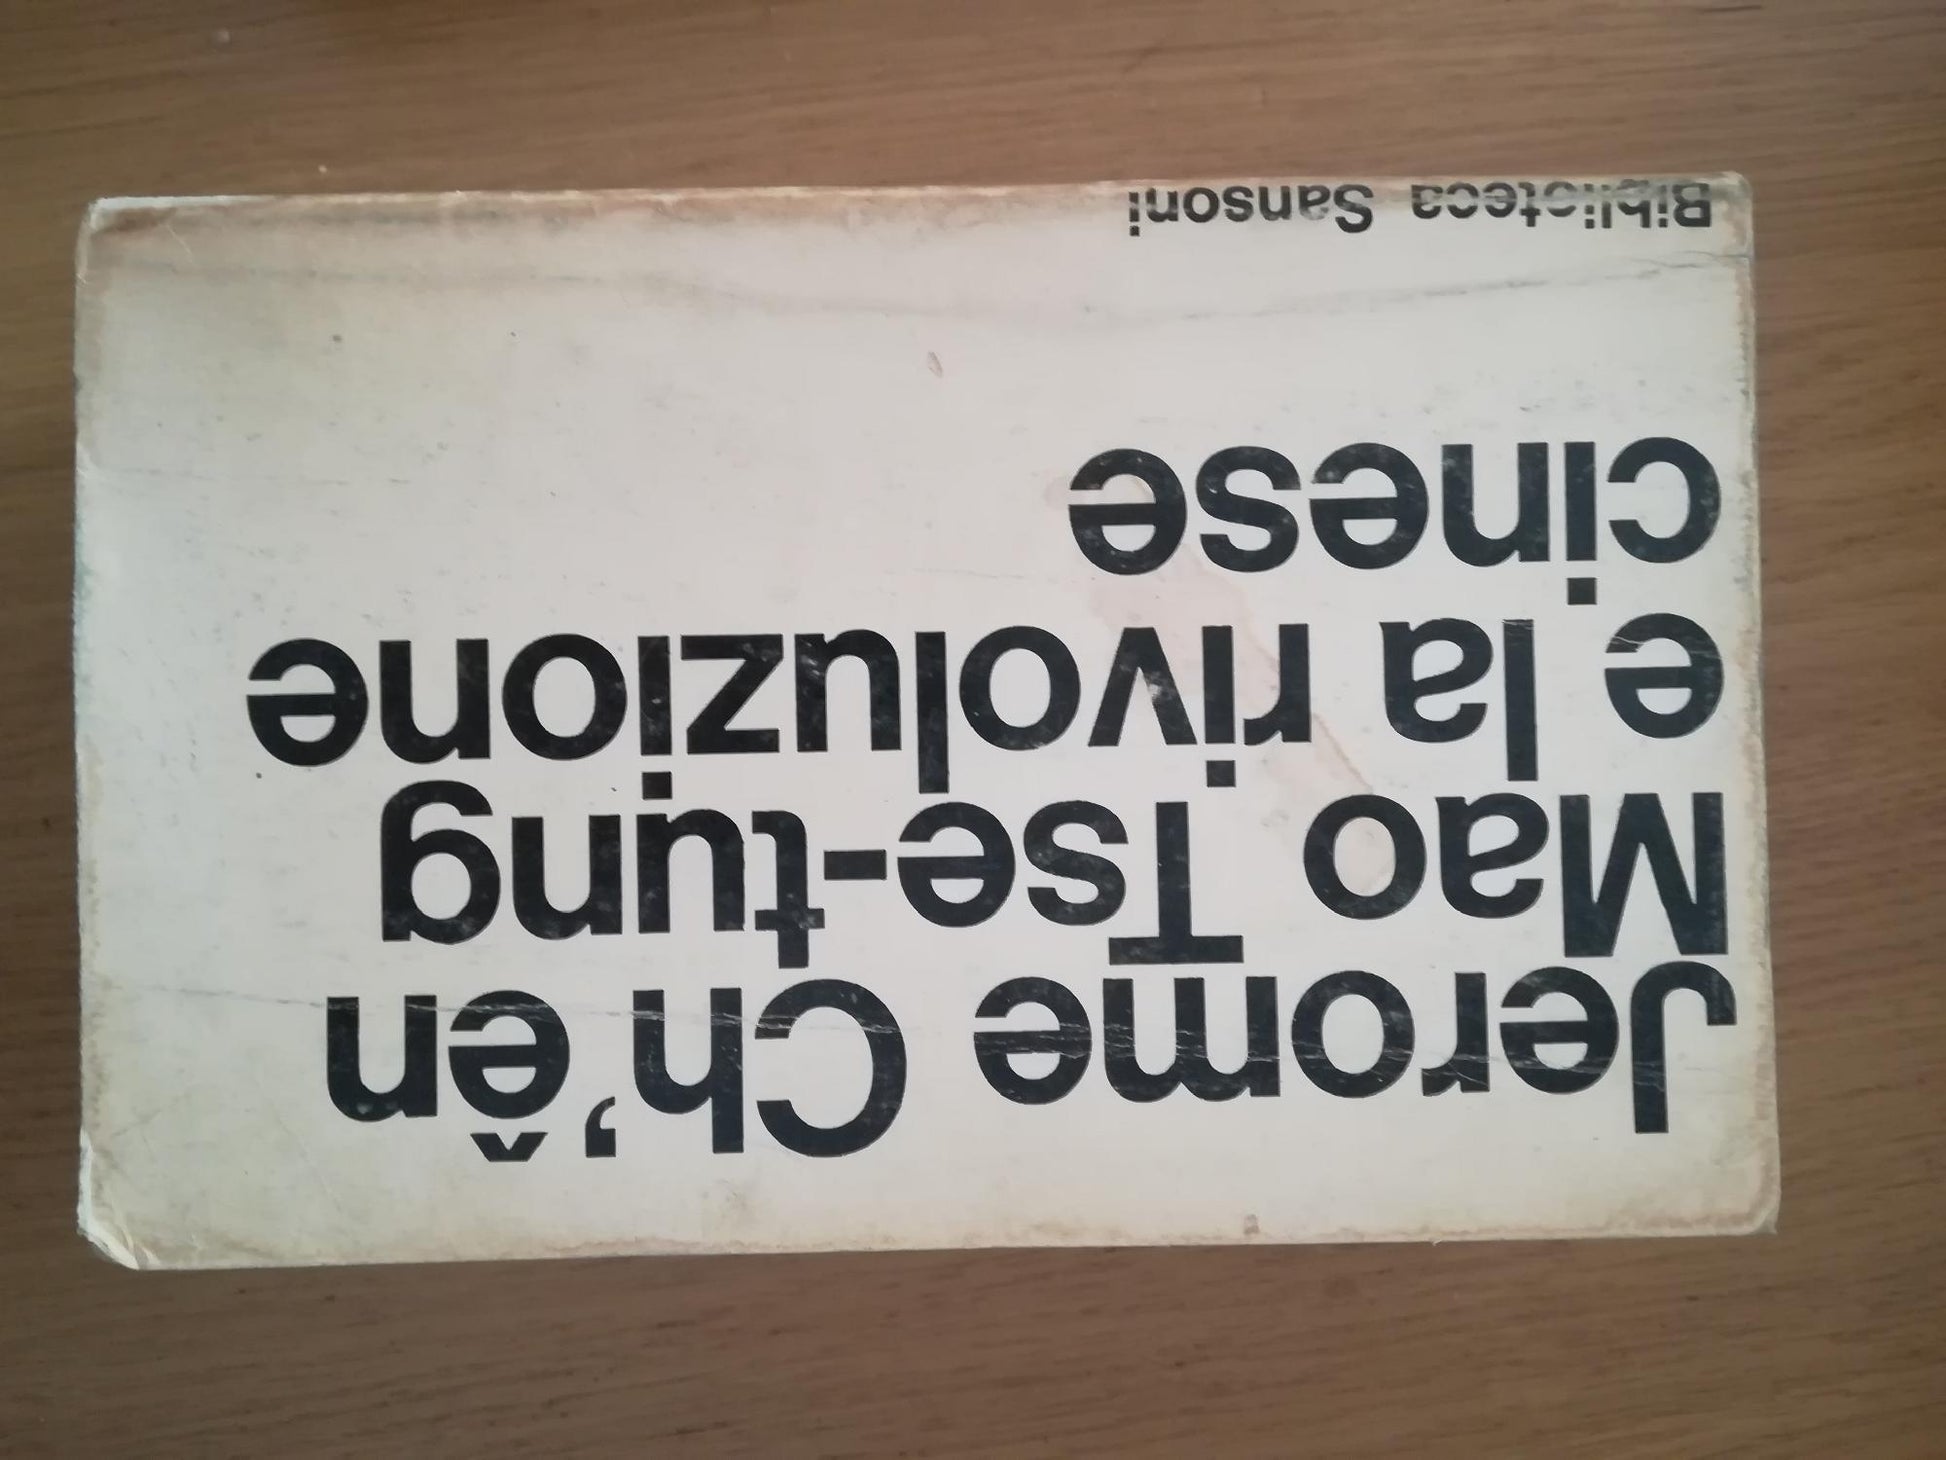 Jerome Ch'ên
Mao Tse-tung
e la rivoluzione
cinese
Biblioteca Sansoni